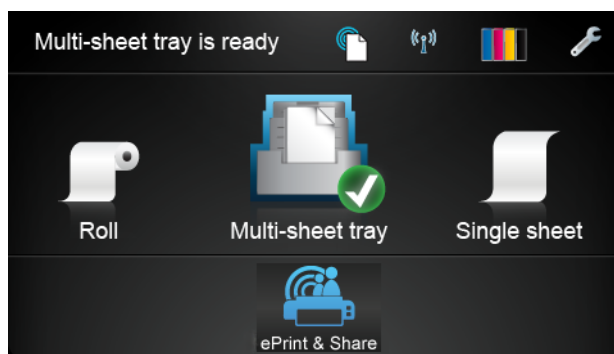 Multi-sheet tray is ready
Roll
Multi-sheet tray
Single sheet
ePrint & Share